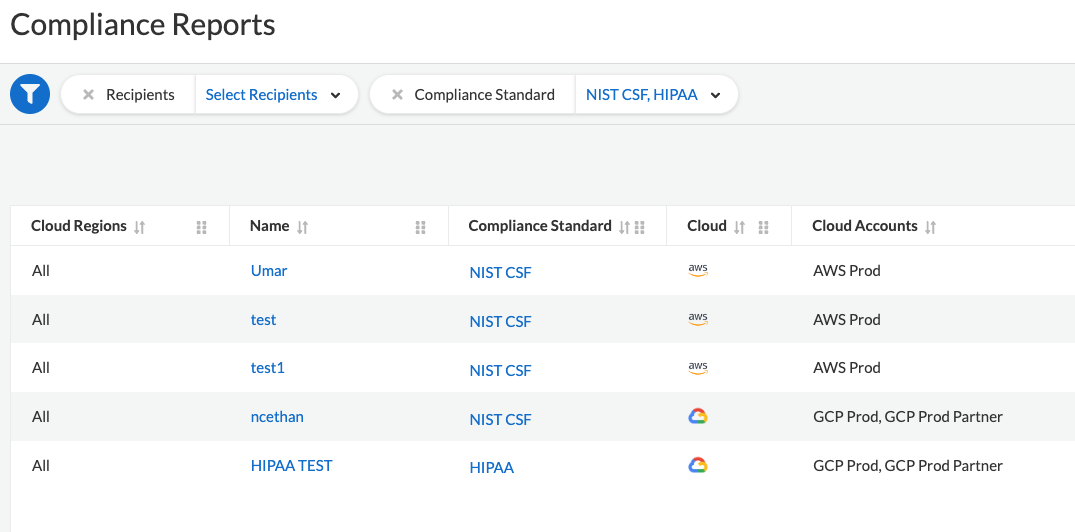 Compliance Reports
Recipients Select Recipients Compliance Standard NIST CSF, HIPAA
Cloud Regions Name Compliance Standard Cloud Cloud Accounts
All Umar NIST CSF aws AWS Prod
All test NIST CSF aws AWS Prod
All test1 NIST CSF aws AWS Prod
All ncethan NIST CSF GCP Prod, GCP Prod Partner
All HIPAA TEST HIPAA GCP Prod, GCP Prod Partner